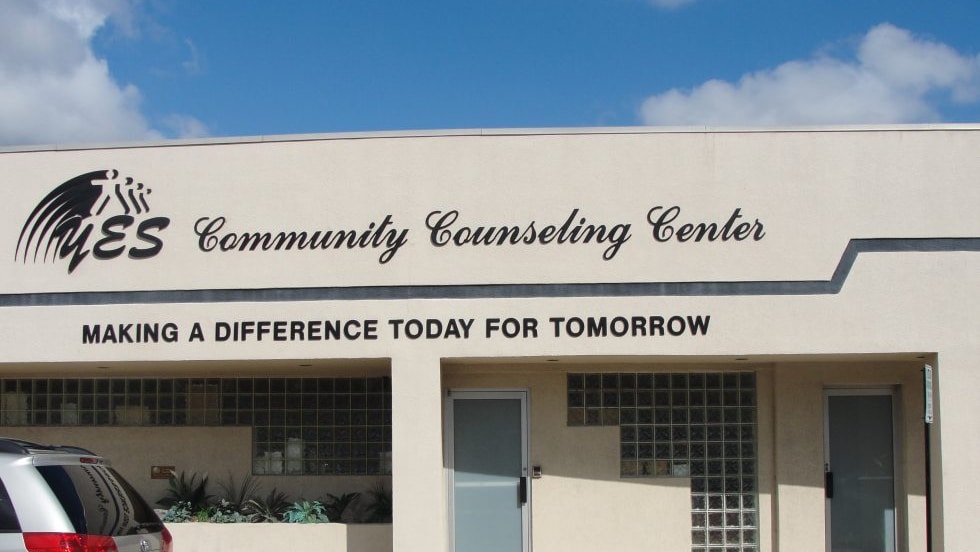 YES Community Counseling Center
MAKING A DIFFERENCE TODAY FOR TOMORROW